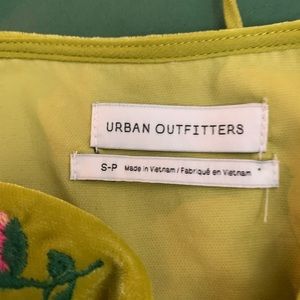 URBAN OUTFITTERS
S-P Made in Vietnam / Fabriqué en Vietnam